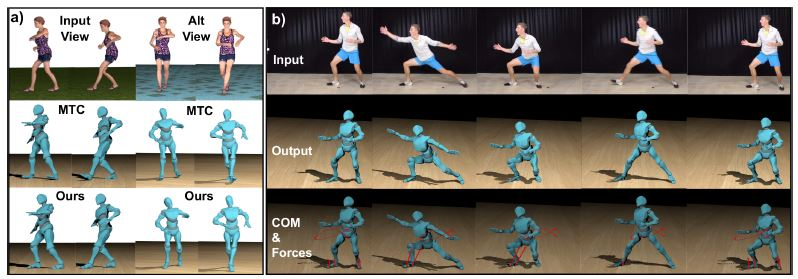 a)
Input
View
Alt
View
MTC
MTC
Ours
Ours
b)
Input
Output
COM
&
Forces